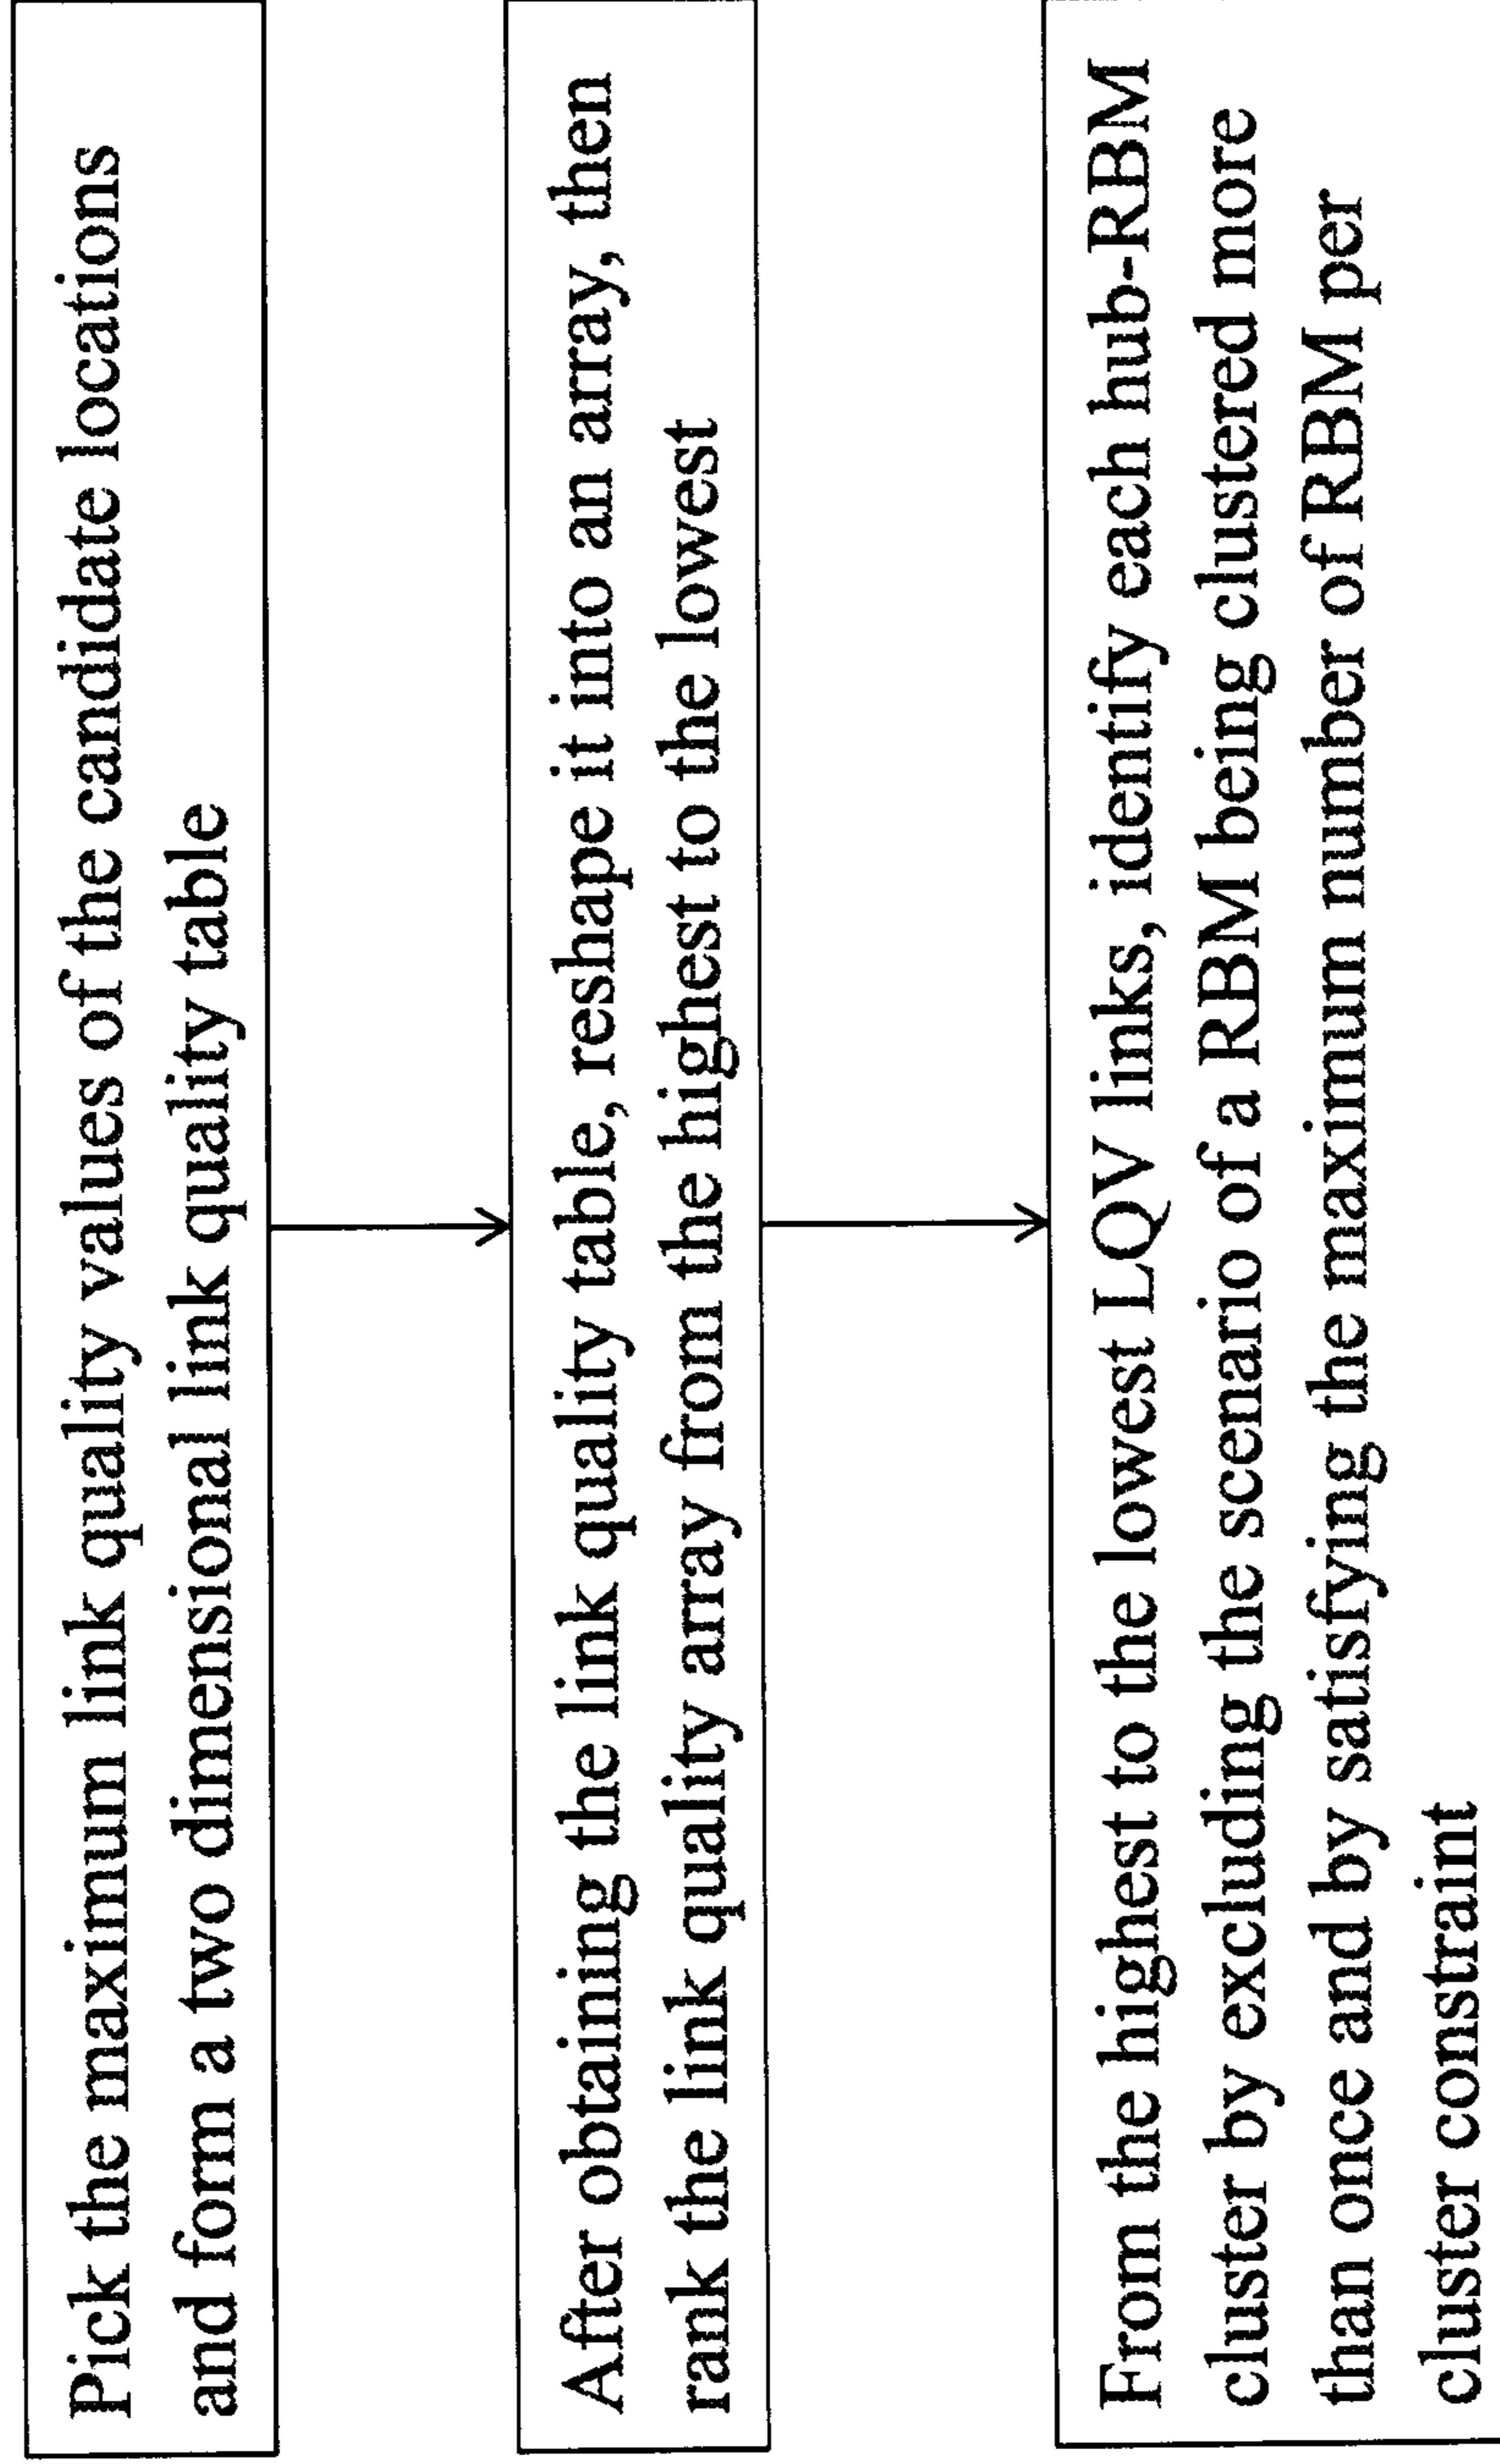 Pick the maximum link quality values of the candidate locations
and form a two dimensional link quality table
After obtaining the link quality table, reshape it into an array, then
rank the link quality array from the highest to the lowest
From the highest to the lowest LQV links, identify each hub-RBM
cluster by excluding the scenario of a RBM being clustered more
than once and by satisfying the maximum number of RBM per
cluster constraint